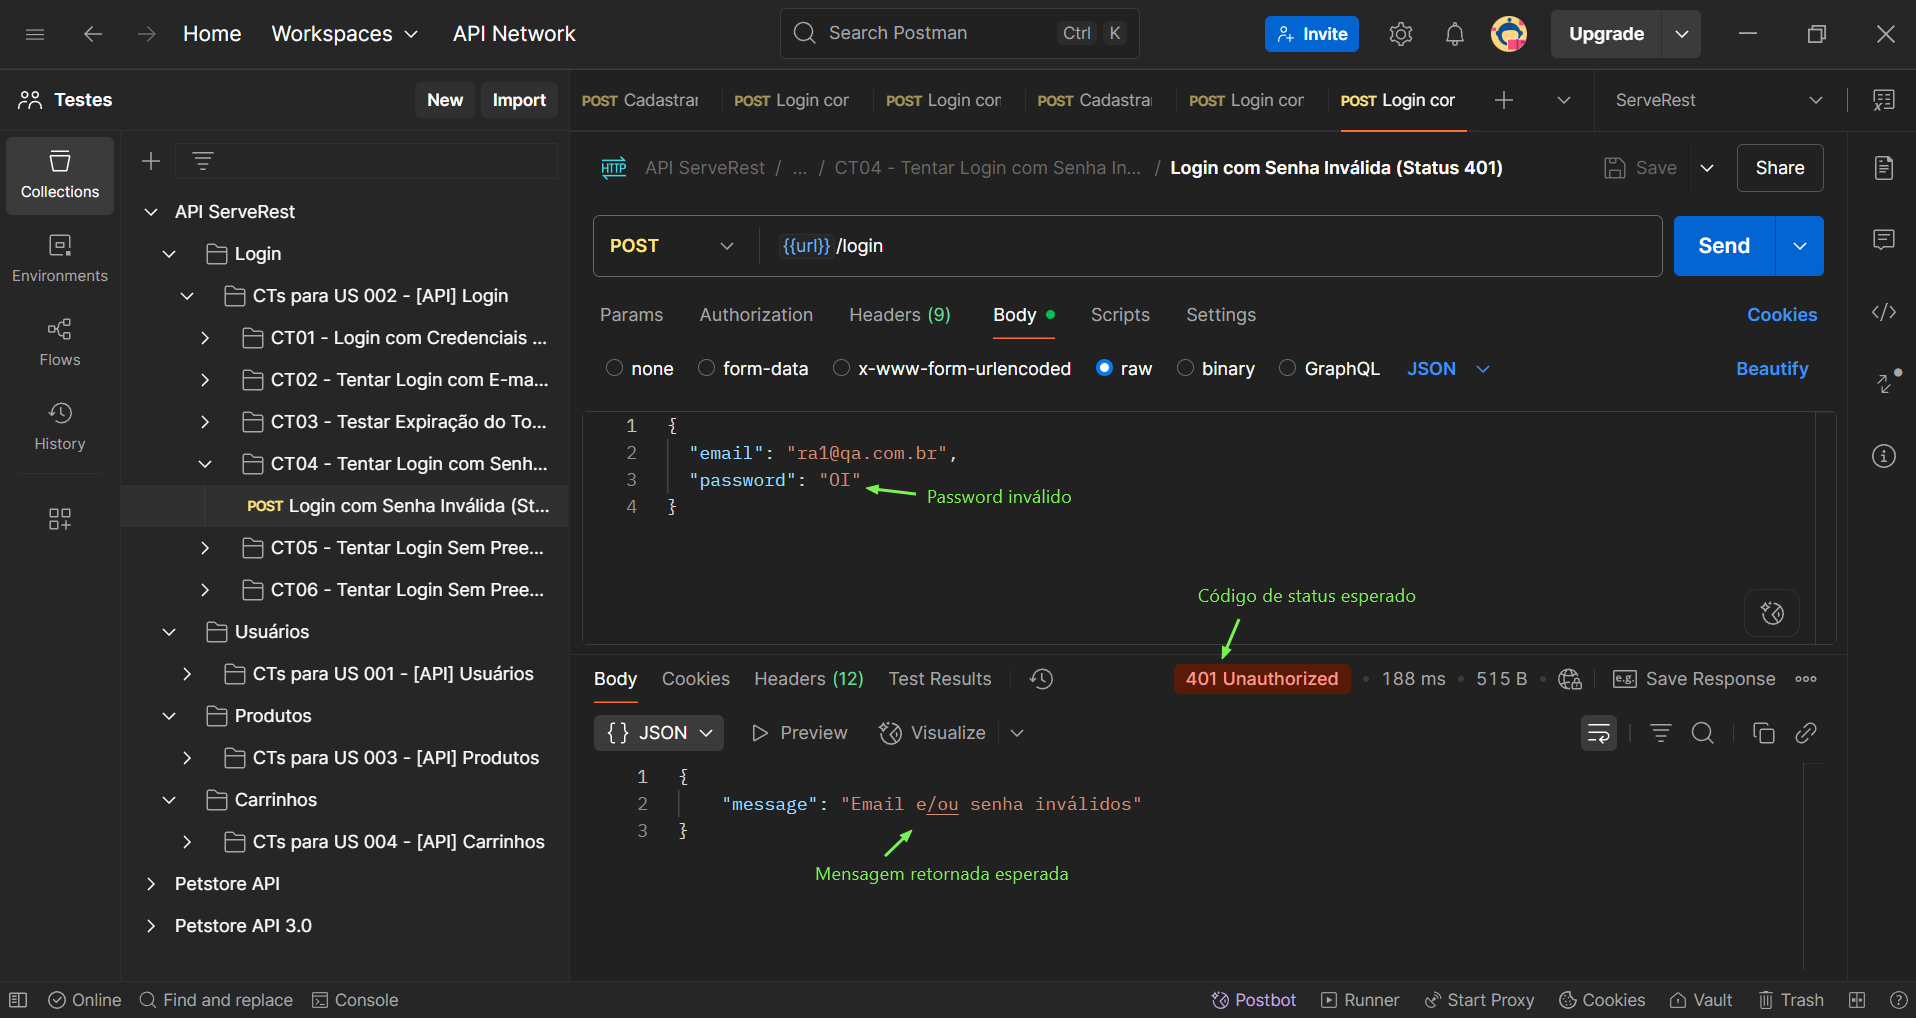 Home Workspaces API Network Search Postman Ctrl K Invite Upgrade
Testes New Import POST Cadastrar POST Login cor POST Login cor POST Cadastra POST Login cor POST Login cor ServeRest
Collections
Environments
Flows
History
API ServeRest
Login
CTs para US 002 - [API] Login
CT01 - Login com Credenciais ...
CT02 - Tentar Login com E-ma...
CT03 - Testar Expiração do To...
CT04 - Tentar Login com Senh...
POST Login com Senha Inválida (St...
CT05 - Tentar Login Sem Pree...
CT06 - Tentar Login Sem Pree...
Usuários
CTs para US 001 - [API] Usuários
Produtos
CTs para US 003 - [API] Produtos
Carrinhos
CTs para US 004 - [API] Carrinhos
Petstore API
Petstore API 3.0
HTTP API ServeRest / ... / CT04 - Tentar Login com Senha In... / Login com Senha Inválida (Status 401) Save Share
POST {{url}} /login Send
Params Authorization Headers (9) Body Scripts Settings Cookies
none form-data x-www-form-urlencoded raw binary GraphQL JSON Beautify
1 {
2 "email": "ra1@qa.com.br",
3 "password": "OI"
4 }
Password inválido
Código de status esperado
Body Cookies Headers (12) Test Results 401 Unauthorized • 188 ms • 515 B • e.g. Save Response
{} JSON Preview Visualize
1 {
2 "message": "Email e/ou senha inválidos"
3 }
Mensagem retornada esperada
Online Find and replace Console Postbot Runner Start Proxy Cookies Vault Trash